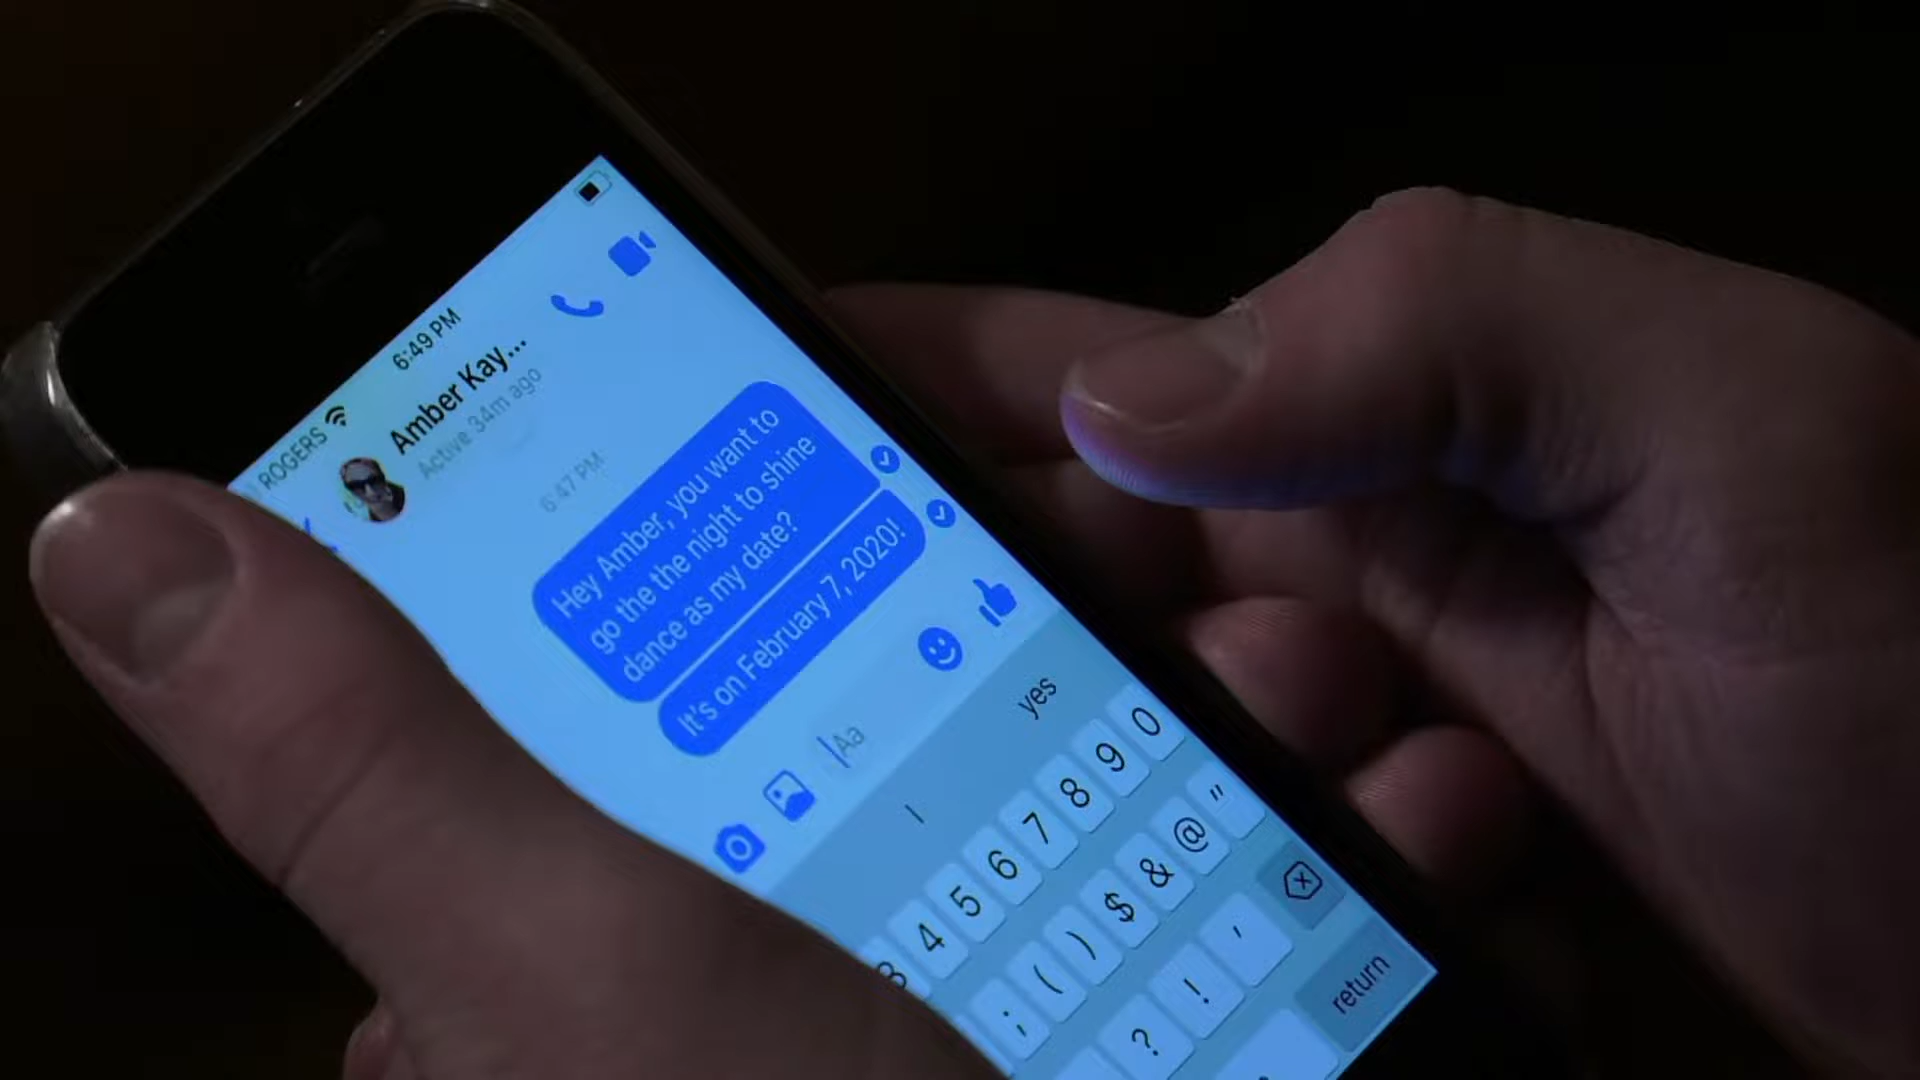 ROGERS 6:49 PM
Amber Kay...
Active 34m ago
6:47 PM
Hey Amber, you want to
go the the night to shine
dance as my date?
It's on February 7, 2020!
Aa
I yes
3 4 5 6 7 8 9 0
; ( ) $ & @ "
? ! '
return